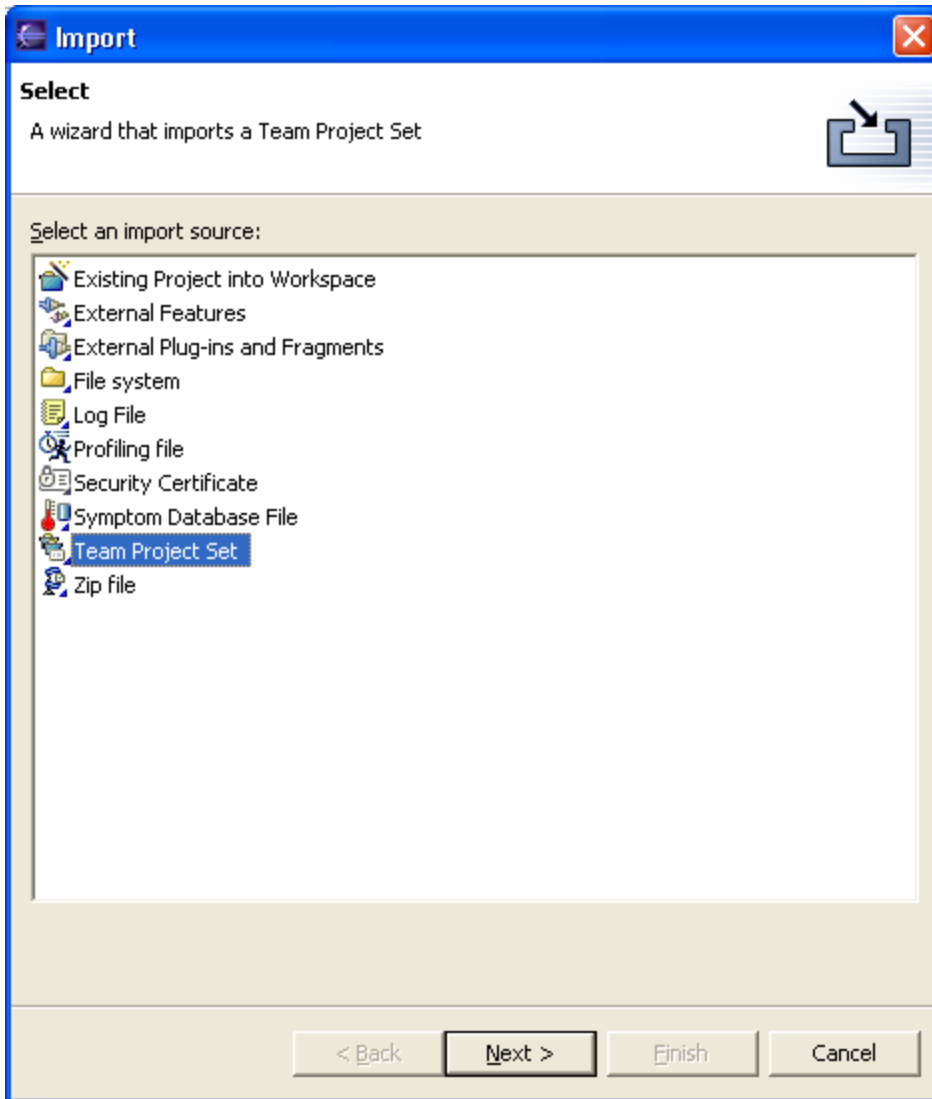 Import
Select
A wizard that imports a Team Project Set
Select an import source:
Existing Project into Workspace
External Features
External Plug-ins and Fragments
File system
Log File
Profiling file
Security Certificate
Symptom Database File
Team Project Set
Zip file
< Back Next > Finish Cancel